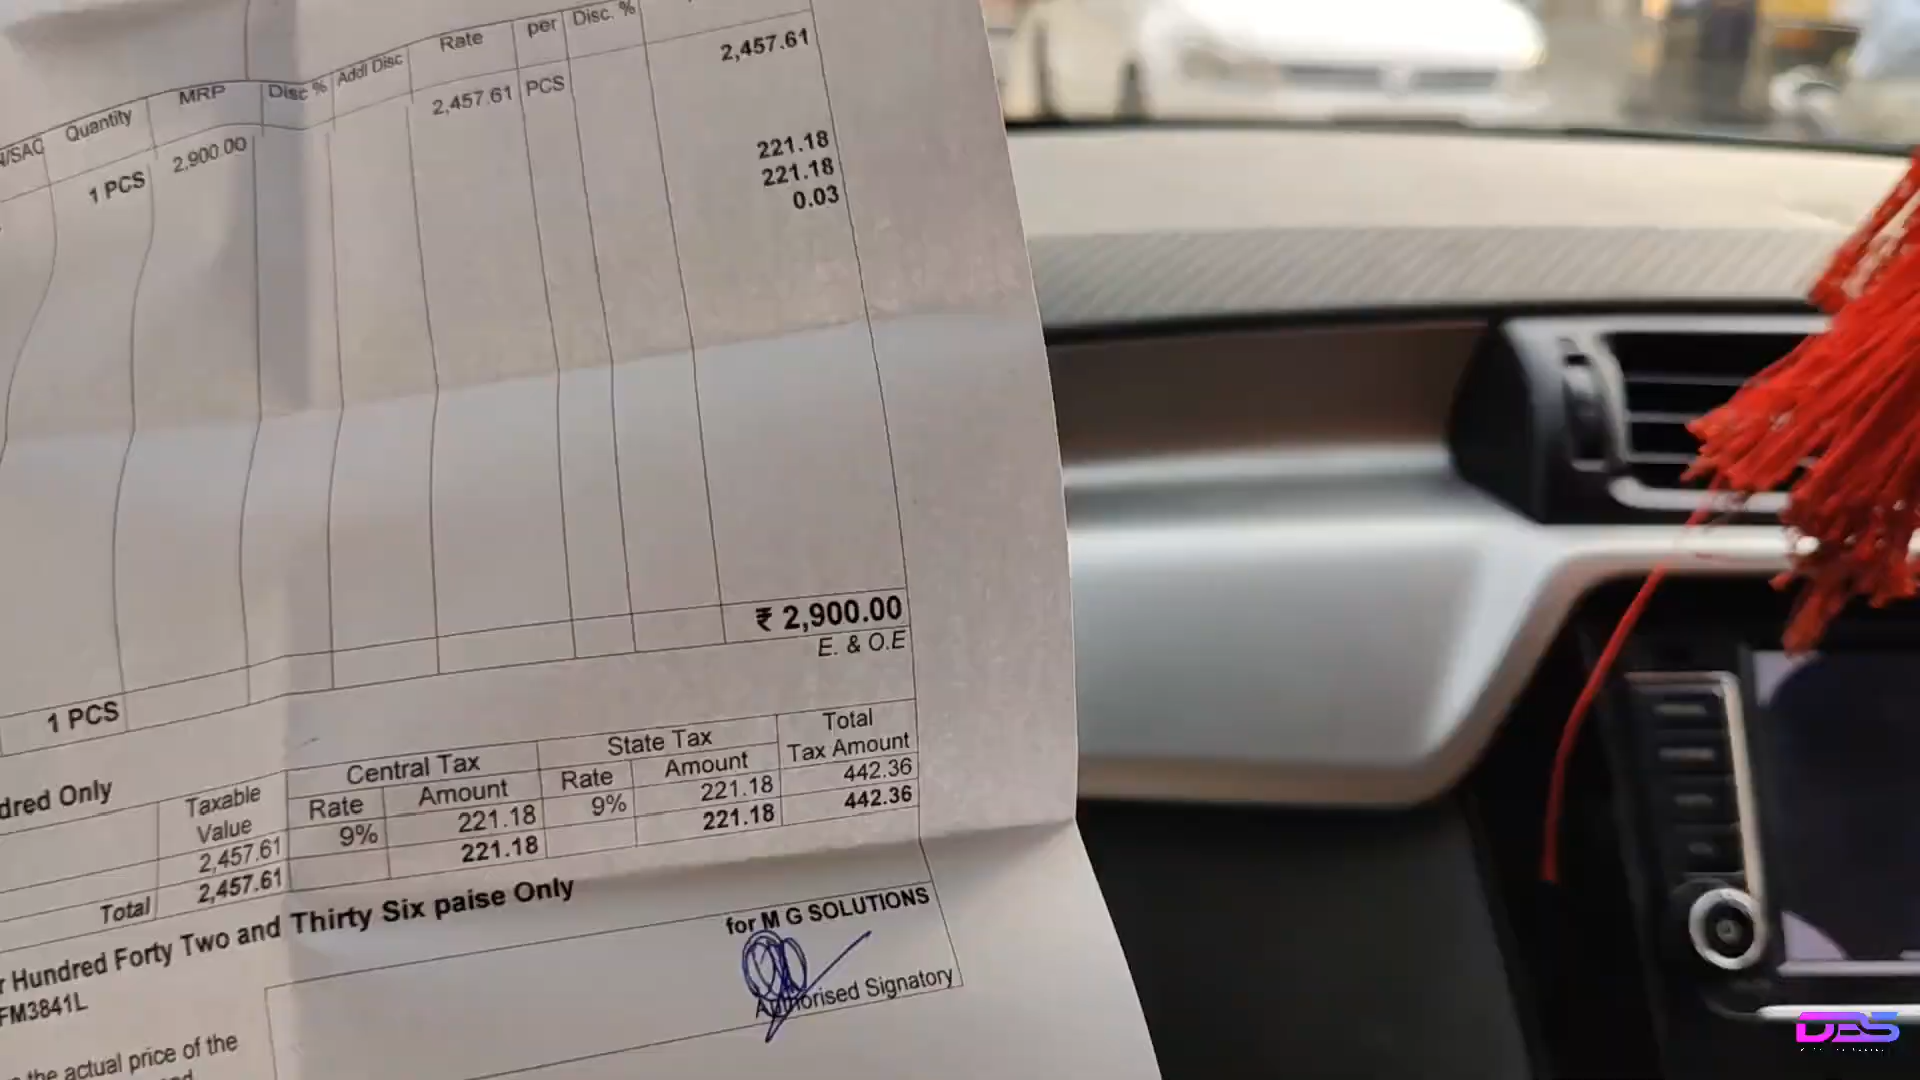 Quantity MRP Disc % Addl Disc Rate per Disc. %
1 PCS 2,900.00 2,457.61 PCS 2,457.61
221.18
221.18
0.03
1 PCS ₹ 2,900.00
E. & O.E
Only
Taxable Value Central Tax State Tax Total Tax Amount
Rate Amount Rate Amount
2,457.61 9% 221.18 9% 221.18 442.36
Total 2,457.61 221.18 221.18 442.36
Hundred Forty Two and Thirty Six paise Only
FM3841L
for M G SOLUTIONS
Authorised Signatory
the actual price of the
DBS